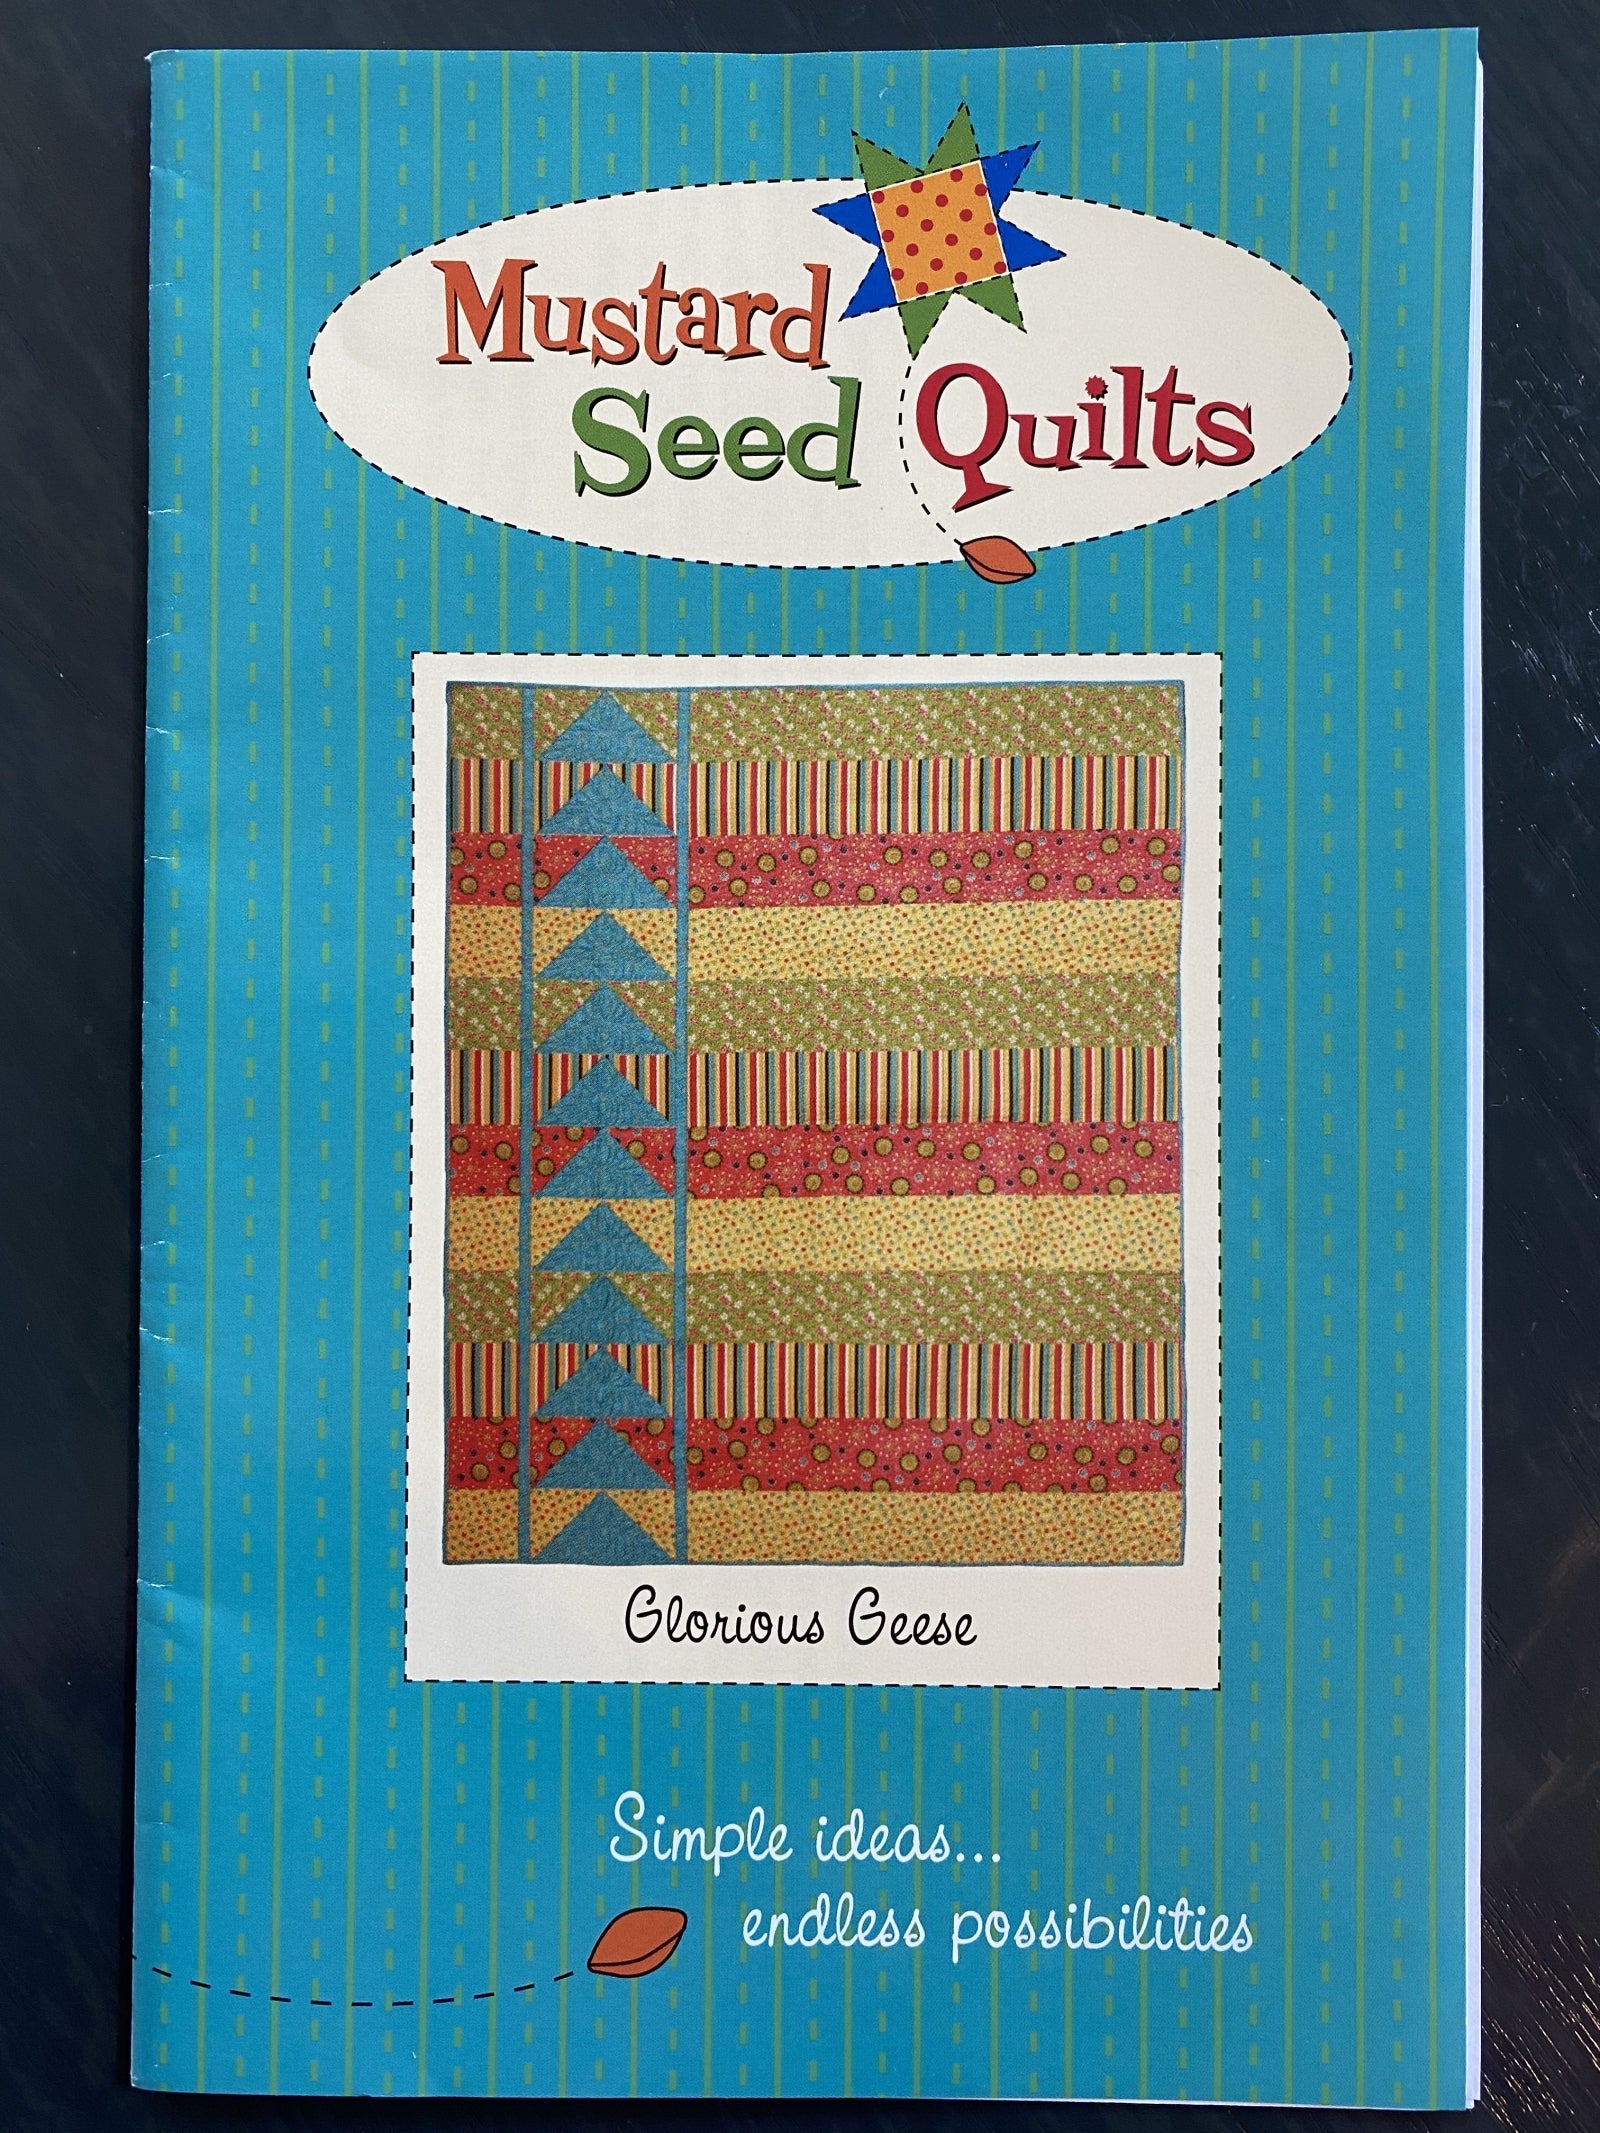 Mustard
Seed Quilts
Glorious Geese
Simple ideas...
endless possibilities